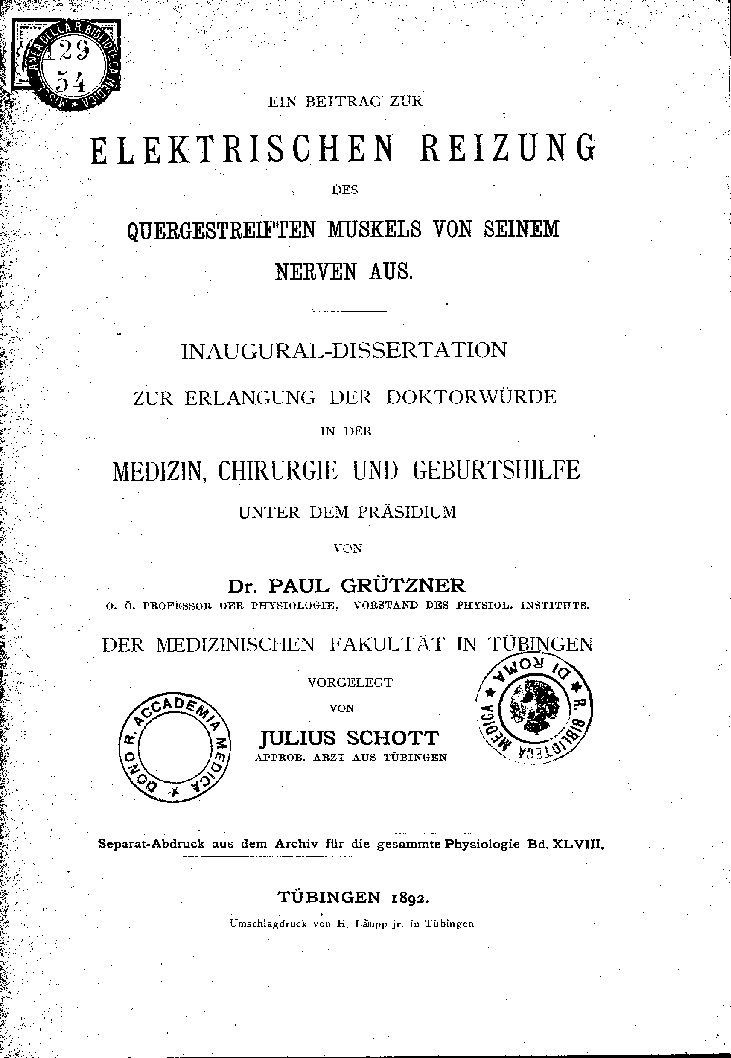 29
54
EIN BEITRAG ZUR
ELEKTRISCHEN REIZUNG
DES
QUERGESTREIFTEN MUSKELS VON SEINEM
NERVEN AUS.
INAUGURAL-DISSERTATION
ZUR ERLANGUNG DER DOKTORWÜRDE
IN DER
MEDIZIN, CHIRURGIE UND GEBURTSHILFE
UNTER DEM PRÄSIDIUM
VON
Dr. PAUL GRÜTZNER
O. Ö. PROFESSOR DER PHYSIOLOGIE, VORSTAND DES PHYSIOL. INSTITUTS.
DER MEDIZINISCHEN FAKULTÄT IN TÜBINGEN
VORGELEGT
VON
JULIUS SCHOTT
APPROB. ARZT AUS TÜBINGEN
DONO R. ACCADEMIA MEDICA
R. BIBLIOTECA MEDICA DI ROMA
Separat-Abdruck aus dem Archiv für die gesammte Physiologie Bd. XLVIII.
TÜBINGEN 1892.
Umschlagdruck von H. Laupp jr. in Tübingen